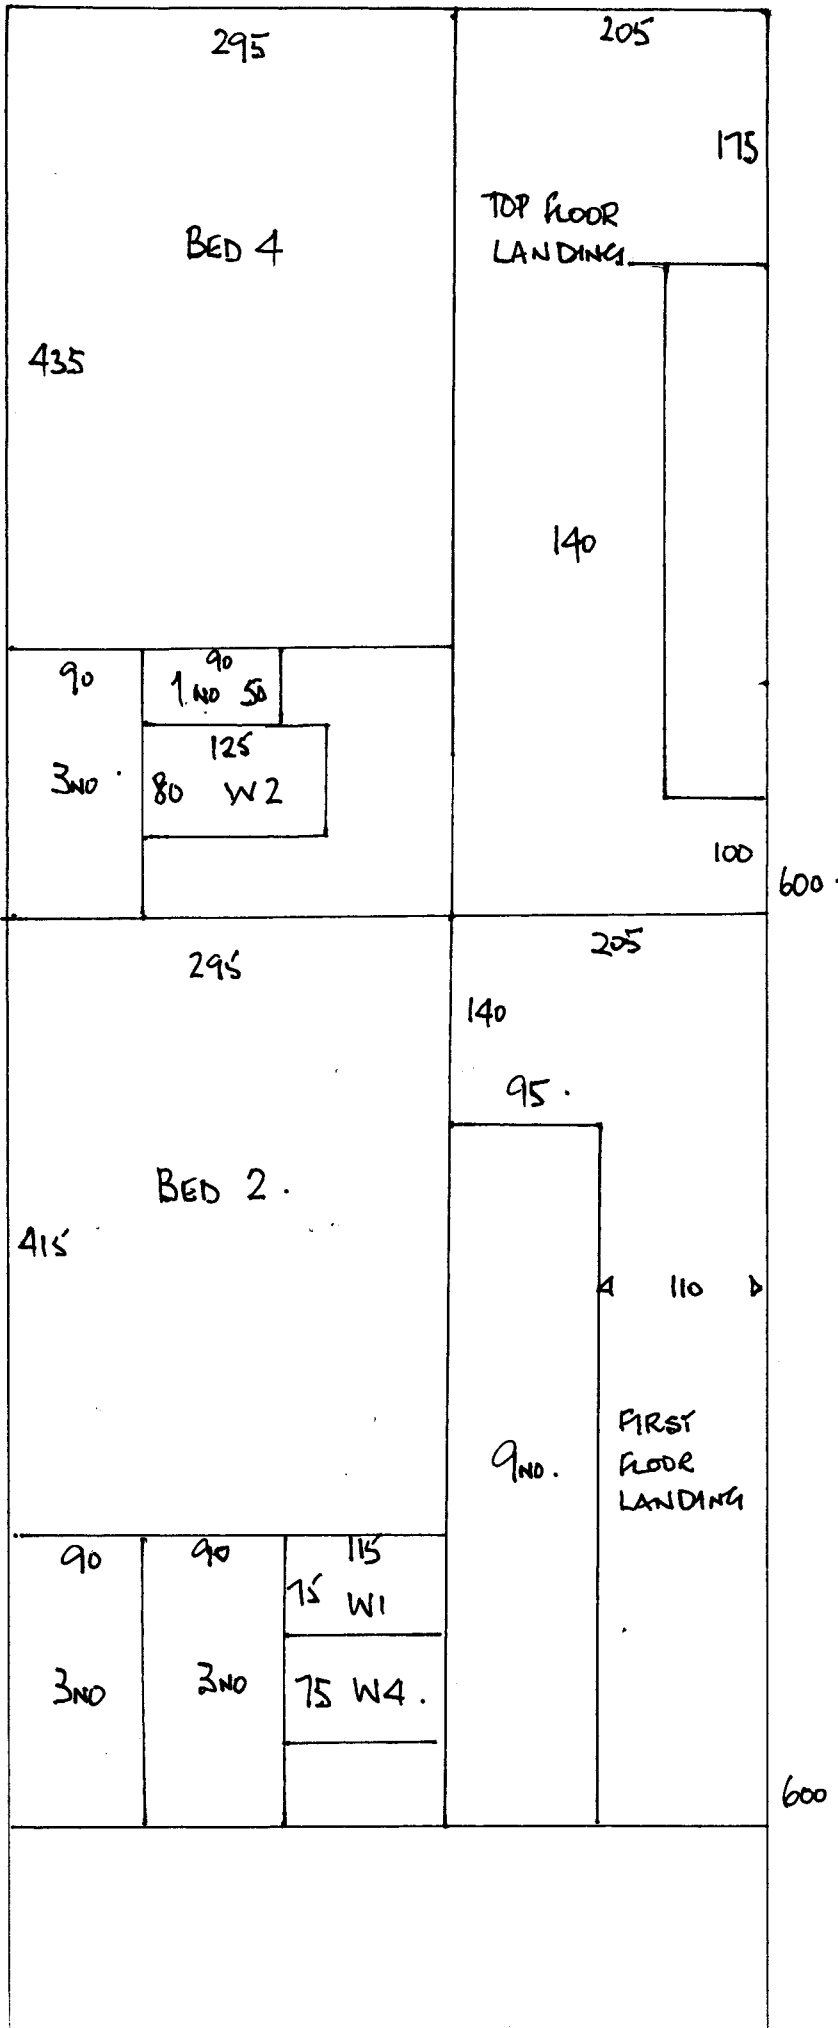 295
205
175
TOP FLOOR
LANDING
BED 4
435
140
90
90
1 NO 50
125
3NO
80 W2
100
600
295
205
140
95
BED 2
415
110
FIRST
FLOOR
LANDING
9NO.
90
90
115
75 W1
3NO
3NO
75 W4
600